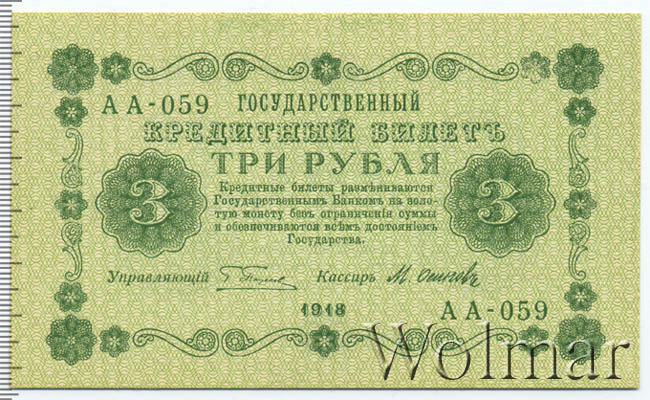 АА-059 ГОСУДАРСТВЕННЫЙ
КРЕДИТНЫЙ БИЛЕТЪ
ТРИ РУБЛЯ
3
Кредитные билеты размѣниваются
Государственнымъ Банкомъ на золо-
тую монету безъ ограниченія суммы
и обезпечиваются всѣмъ достояніемъ
Государства.
3
Управляющій
Кассиръ
1918
АА-059
Wolmar